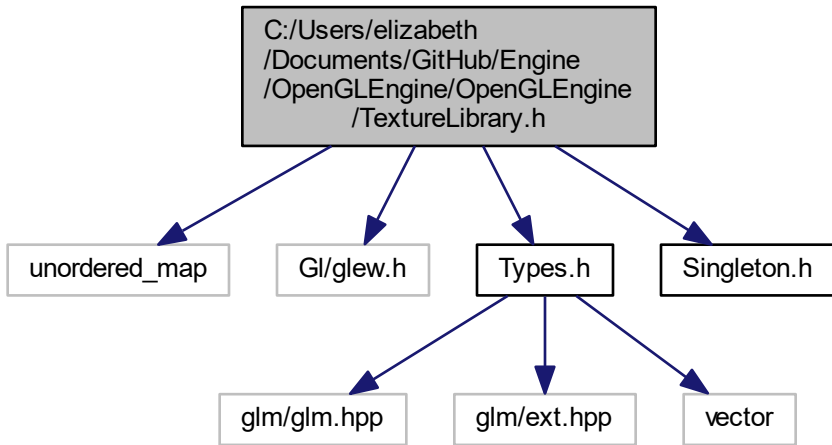 C:/Users/elizabeth
/Documents/GitHub/Engine
/OpenGLEngine/OpenGLEngine
/TextureLibrary.h
unordered_map
Gl/glew.h
Types.h
Singleton.h
glm/glm.hpp
glm/ext.hpp
vector